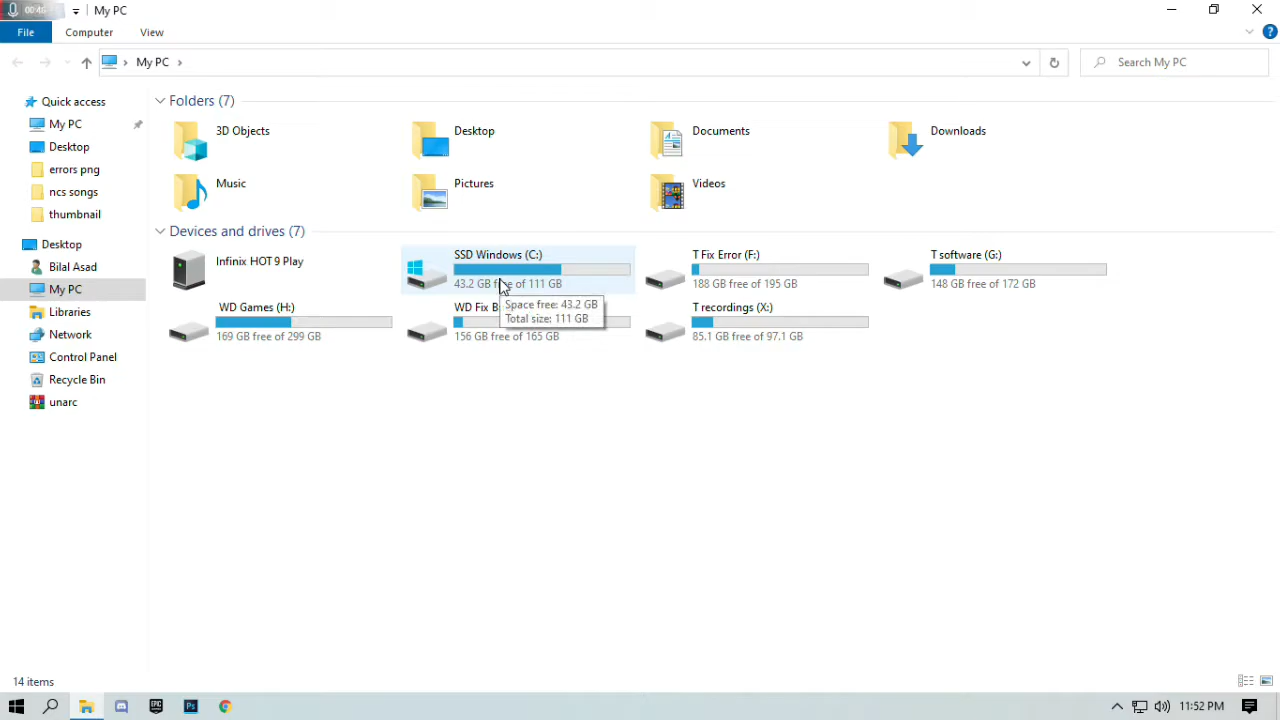 00:46
My PC
File
Computer
View
My PC
Search My PC
Quick access
My PC
Desktop
errors png
ncs songs
thumbnail
Desktop
Bilal Asad
My PC
Libraries
Network
Control Panel
Recycle Bin
unarc
Folders (7)
3D Objects
Desktop
Documents
Downloads
Music
Pictures
Videos
Devices and drives (7)
Infinix HOT 9 Play
SSD Windows (C:)
43.2 GB free of 111 GB
T Fix Error (F:)
188 GB free of 195 GB
T software (G:)
148 GB free of 172 GB
WD Games (H:)
169 GB free of 299 GB
WD Fix
156 GB free of 165 GB
T recordings (X:)
85.1 GB free of 97.1 GB
Space free: 43.2 GB
Total size: 111 GB
14 items
EPIC
Ps
11:52 PM